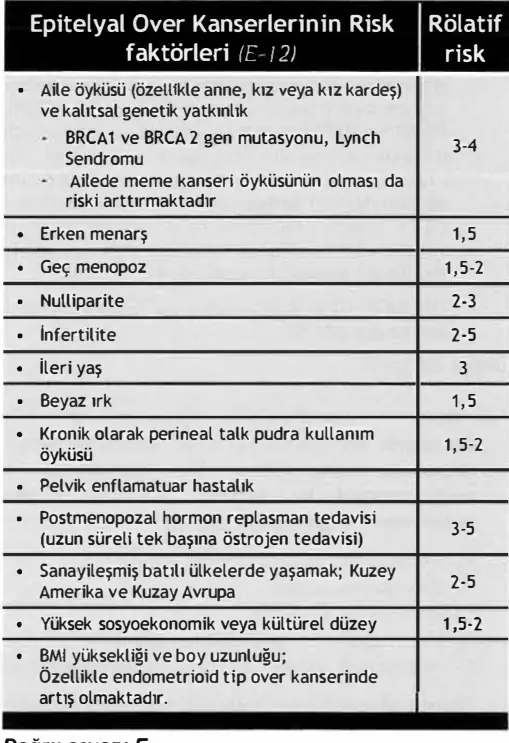 Epitelyal Over Kanserlerinin Risk
faktörleri (E-12)
Rölatif
risk
• Aile öyküsü (özellikle anne, kız veya kız kardeş)
ve kalıtsal genetik yatkınlık
- BRCA1 ve BRCA 2 gen mutasyonu, Lynch
Sendromu
- Ailede meme kanseri öyküsünün olması da
riski arttırmaktadır
3-4
• Erken menarş 1,5
• Geç menopoz 1,5-2
• Nulliparite 2-3
• İnfertilite 2-5
• İleri yaş 3
• Beyaz ırk 1,5
• Kronik olarak perineal talk pudra kullanım
öyküsü
1,5-2
• Pelvik enflamatuar hastalık
• Postmenopozal hormon replasman tedavisi
(uzun süreli tek başına östrojen tedavisi)
3-5
• Sanayileşmiş batılı ülkelerde yaşamak; Kuzey
Amerika ve Kuzay Avrupa
2-5
• Yüksek sosyoekonomik veya kültürel düzey 1,5-2
• BMI yüksekliği ve boy uzunluğu;
Özellikle endometrioid tip over kanserinde
artış olmaktadır.